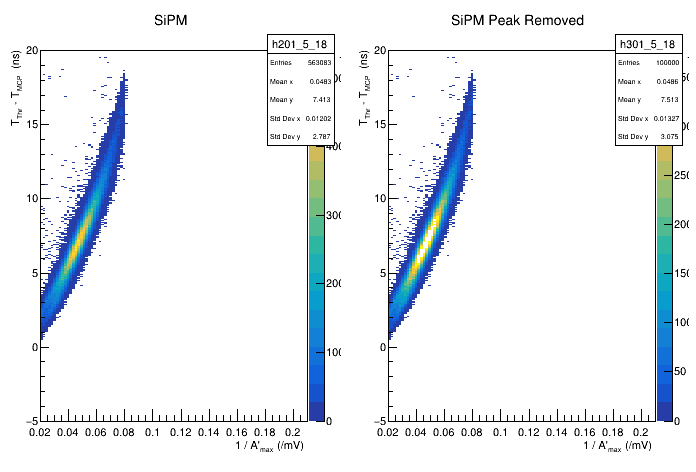 SiPM
h201_5_18
Entries 563083
Mean x 0.0483
Mean y 7.413
Std Dev x 0.01202
Std Dev y 2.787
T_Thr - T_MCP (ns)
20
15
10
5
0
−5
0.02 0.04 0.06 0.08 0.1 0.12 0.14 0.16 0.18 0.2
1 / A'_max (/mV)
400
300
200
100
0
SiPM Peak Removed
h301_5_18
Entries 100000
Mean x 0.0486
Mean y 7.513
Std Dev x 0.01327
Std Dev y 3.075
T_Thr - T_MCP (ns)
20
15
10
5
0
−5
0.02 0.04 0.06 0.08 0.1 0.12 0.14 0.16 0.18 0.2
1 / A'_max (/mV)
250
200
150
100
50
0